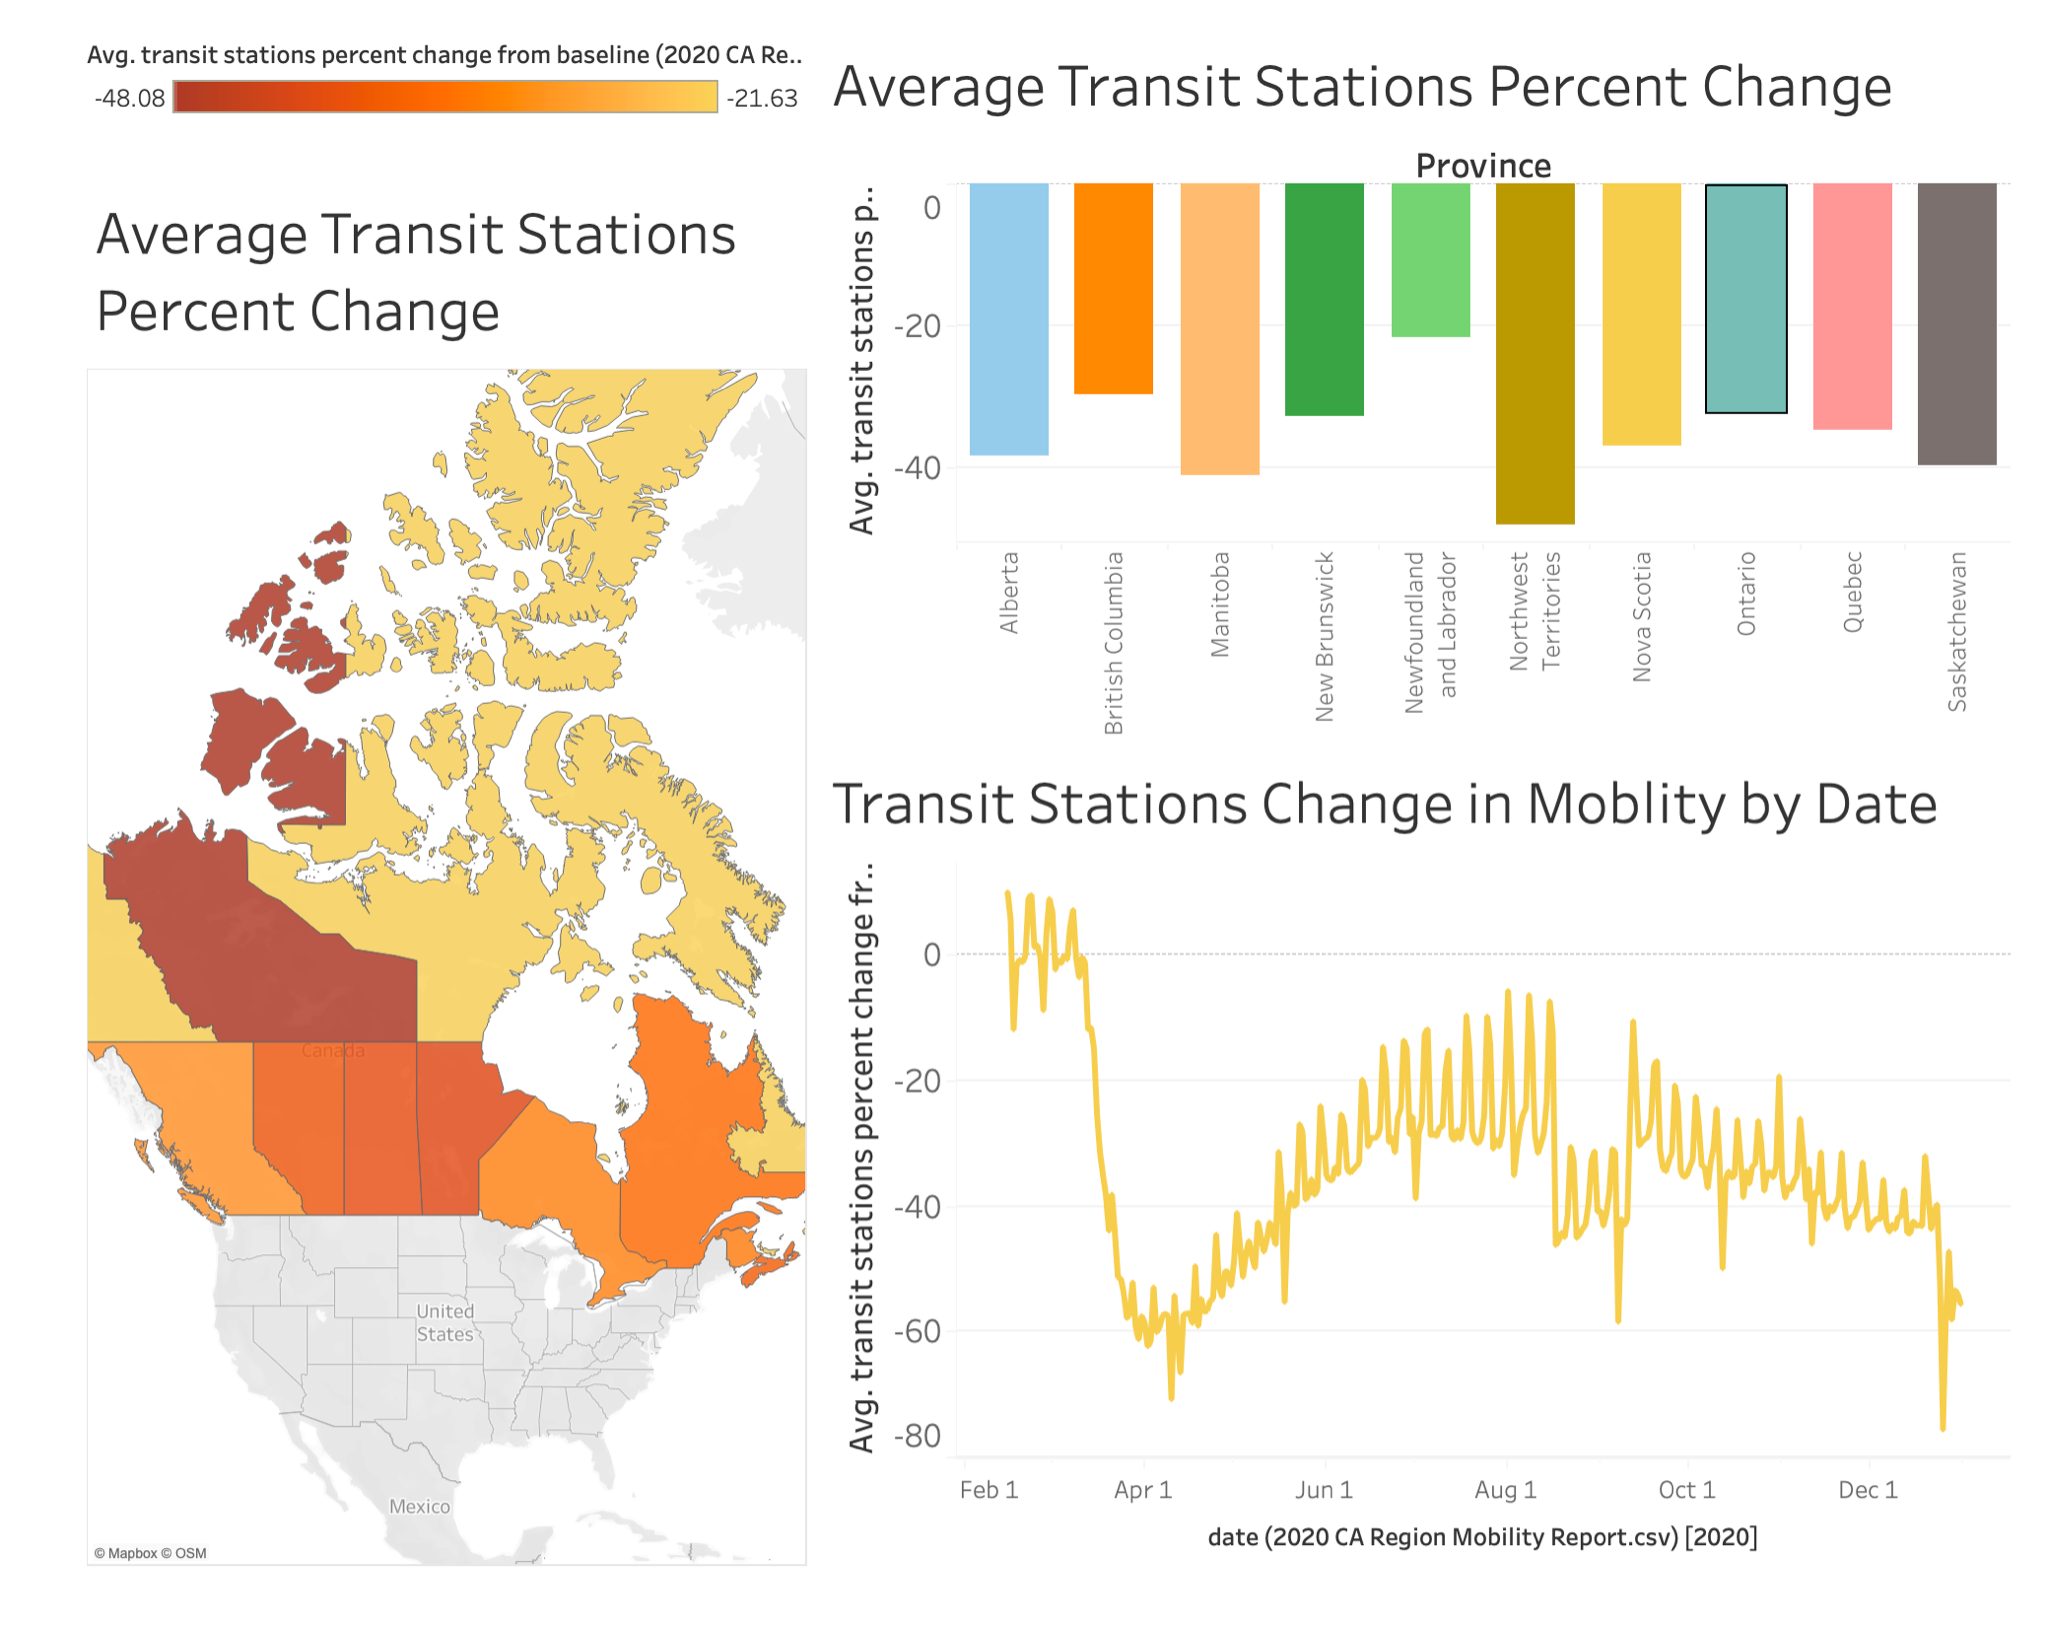 Avg. transit stations percent change from baseline (2020 CA Re..
-48.08
-21.63
Average Transit Stations
Percent Change
Canada
United
States
Mexico
© Mapbox © OSM
Average Transit Stations Percent Change
Province
Avg. transit stations p..
0
-20
-40
Alberta
British Columbia
Manitoba
New Brunswick
Newfoundland
and Labrador
Northwest
Territories
Nova Scotia
Ontario
Quebec
Saskatchewan
Transit Stations Change in Moblity by Date
Avg. transit stations percent change fr..
0
-20
-40
-60
-80
Feb 1
Apr 1
Jun 1
Aug 1
Oct 1
Dec 1
date (2020 CA Region Mobility Report.csv) [2020]